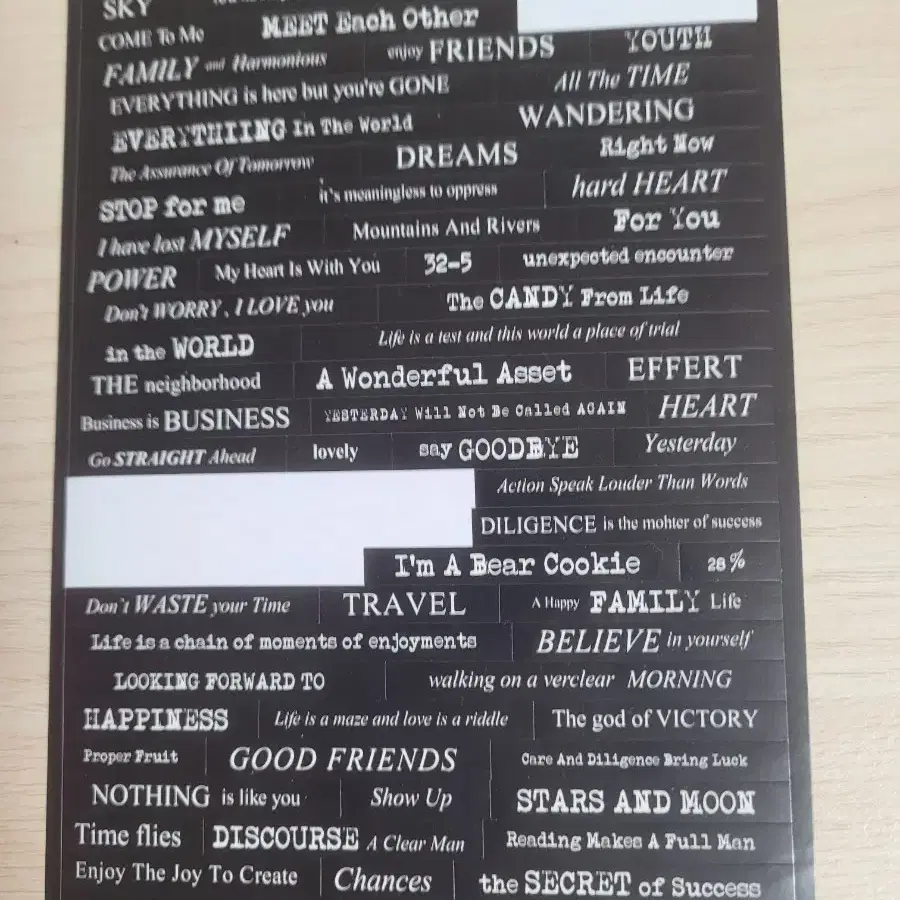 SKY
COME To Me MEET Each Other
FAMILY and Harmonious enjoy FRIENDS YOUTH
EVERYTHING is here but you're GONE All The TIME
EVERYTHIING In The World WANDERING
The Assurance Of Tomorrow DREAMS Right Now
STOP for me it's meaningless to oppress hard HEART
I have lost MYSELF Mountains And Rivers For You
POWER My Heart Is With You 32-5 unexpected encounter
Don't WORRY , I LOVE you The CANDY From Life
in the WORLD Life is a test and this world a place of trial
THE neighborhood A Wonderful Asset EFFERT
Business is BUSINESS YESTERDAY Will Not Be Called AGAIN HEART
Go STRAIGHT Ahead lovely say GOODBYE Yesterday
Action Speak Louder Than Words
DILIGENCE is the mohter of success
I'm A Bear Cookie 28%
Don't WASTE your Time TRAVEL A Happy FAMILY Life
Life is a chain of moments of enjoyments BELIEVE in yourself
LOOKING FORWARD TO walking on a verclear MORNING
HAPPINESS Life is a maze and love is a riddle The god of VICTORY
Proper Fruit GOOD FRIENDS Care And Diligence Bring Luck
NOTHING is like you Show Up STARS AND MOON
Time flies DISCOURSE A Clear Man Reading Makes A Full Man
Enjoy The Joy To Create Chances the SECRET of Success